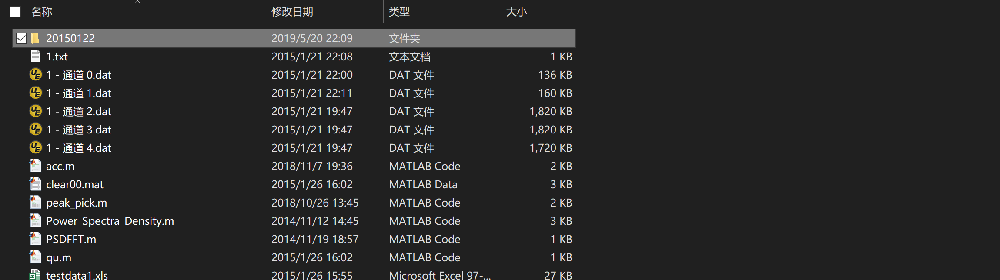 名称 修改日期 类型 大小
20150122 2019/5/20 22:09 文件夹
1.txt 2015/1/21 22:08 文本文档 1 KB
1 - 通道 0.dat 2015/1/21 22:00 DAT 文件 136 KB
1 - 通道 1.dat 2015/1/21 22:11 DAT 文件 160 KB
1 - 通道 2.dat 2015/1/21 19:47 DAT 文件 1,820 KB
1 - 通道 3.dat 2015/1/21 19:47 DAT 文件 1,820 KB
1 - 通道 4.dat 2015/1/21 19:47 DAT 文件 1,720 KB
acc.m 2018/11/7 19:36 MATLAB Code 2 KB
clear00.mat 2015/1/26 16:02 MATLAB Data 3 KB
peak_pick.m 2018/10/26 13:45 MATLAB Code 2 KB
Power_Spectra_Density.m 2014/11/12 14:45 MATLAB Code 3 KB
PSDFFT.m 2014/11/19 18:57 MATLAB Code 1 KB
qu.m 2015/1/26 16:02 MATLAB Code 1 KB
testdata1.xls 2015/1/26 15:55 Microsoft Excel 97-... 27 KB